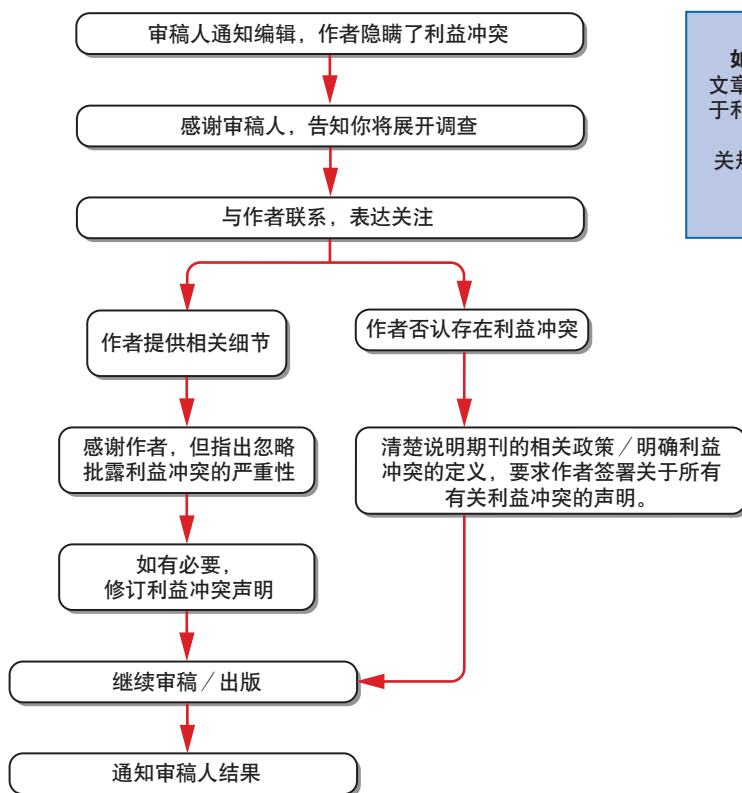 审稿人通知编辑，作者隐瞒了利益冲突
如
文章
于利
关规
感谢审稿人，告知你将展开调查
与作者联系，表达关注
作者提供相关细节
作者否认存在利益冲突
感谢作者，但指出忽略
批露利益冲突的严重性
清楚说明期刊的相关政策／明确利益
冲突的定义，要求作者签署关于所有
有关利益冲突的声明。
如有必要，
修订利益冲突声明
继续审稿／出版
通知审稿人结果